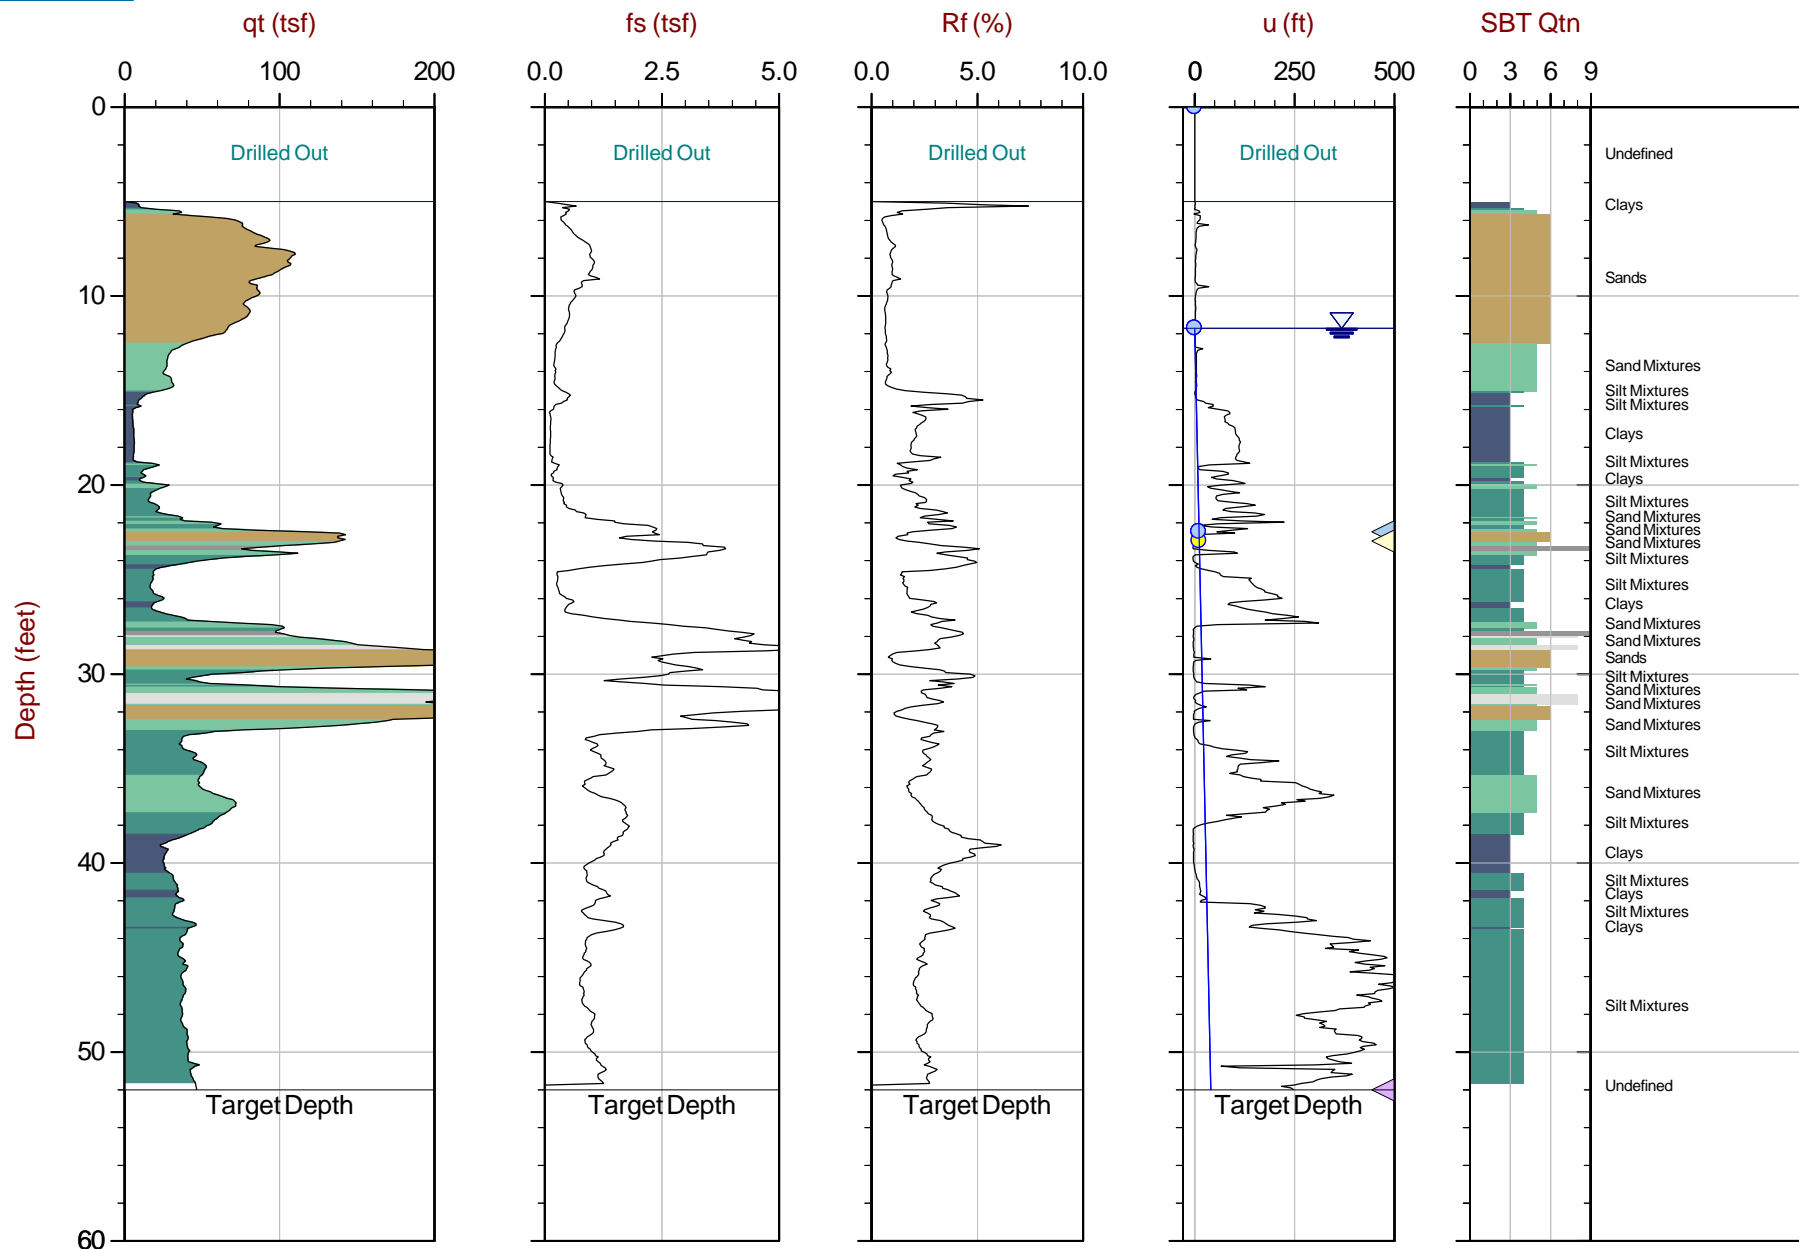 qt (tsf) fs (tsf) Rf (%) u (ft) SBT Qtn
0 100 200 0.0 2.5 5.0 0.0 5.0 10.0 0 250 500 0 3 6 9
0
Drilled Out Drilled Out Drilled Out Drilled Out Undefined
Clays
Sands
10
Sand Mixtures
Silt Mixtures
Silt Mixtures
Clays
Silt Mixtures
Clays
20
Silt Mixtures
Sand Mixtures
Sand Mixtures
Sand Mixtures
Silt Mixtures
Silt Mixtures
Clays
Sand Mixtures
Sand Mixtures
Sands
30
Silt Mixtures
Sand Mixtures
Sand Mixtures
Sand Mixtures
Silt Mixtures
Depth (feet)
Sand Mixtures
Silt Mixtures
Clays
40
Silt Mixtures
Clays
Silt Mixtures
Clays
Silt Mixtures
50
Undefined
Target Depth Target Depth Target Depth Target Depth
60